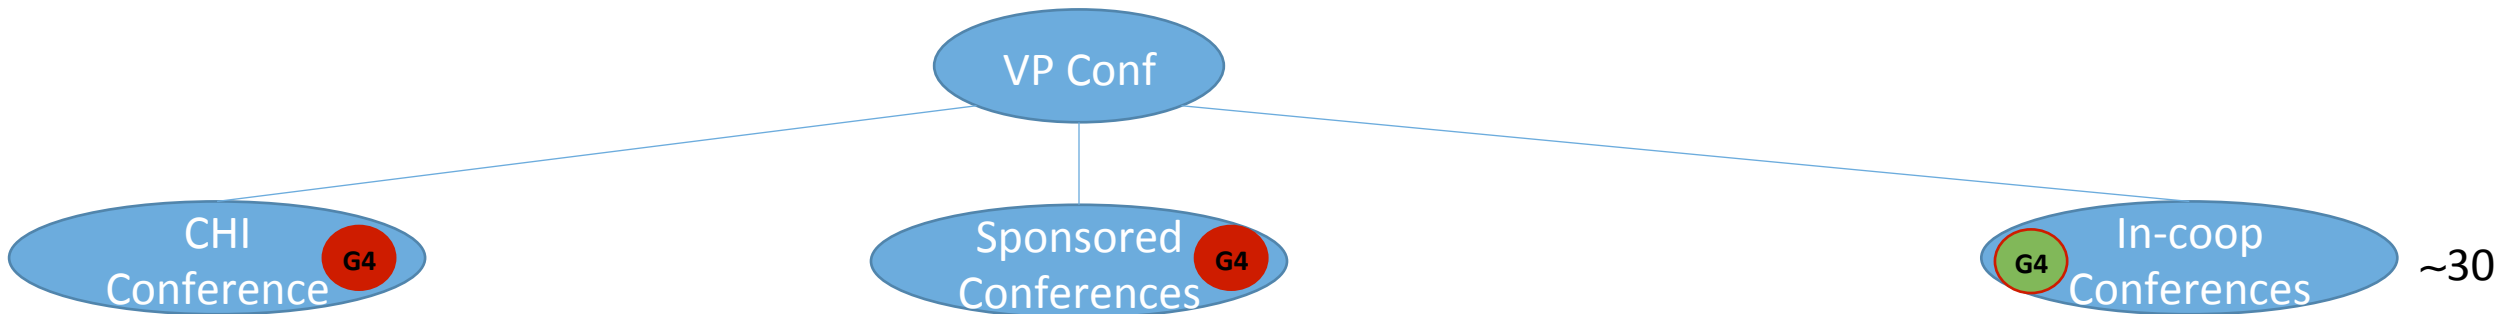 VP Conf
CHI
Conference
G4
Sponsored
Conferences
G4
In-coop
Conferences
G4
~30